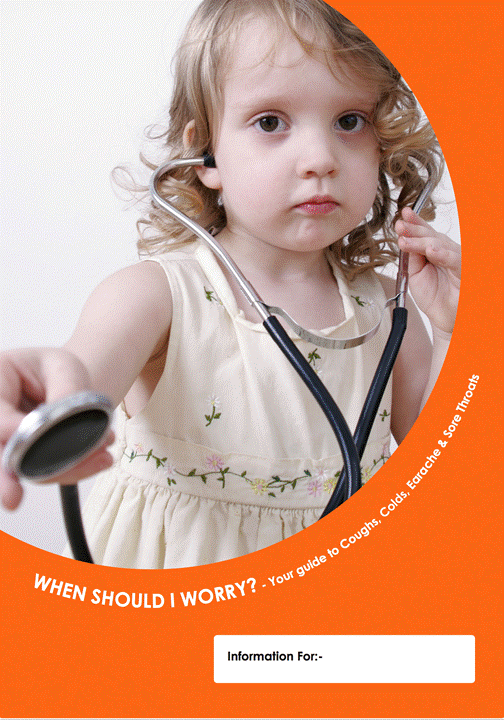 WHEN SHOULD I WORRY? - Your guide to Coughs, Colds, Earache & Sore Throats
Information For:-